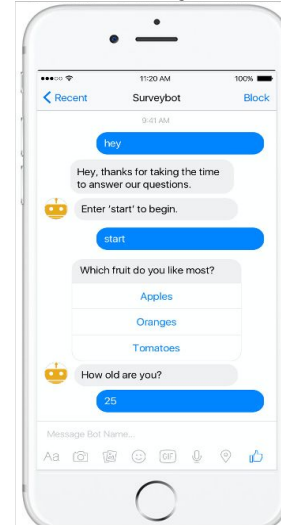 11:20 AM
100%
Recent
Surveybot
Block
9:41 AM
hey
Hey, thanks for taking the time
to answer our questions.
Enter 'start' to begin.
start
Which fruit do you like most?
Apples
Oranges
Tomatoes
How old are you?
25
Message Bot Name...
Aa
GIF